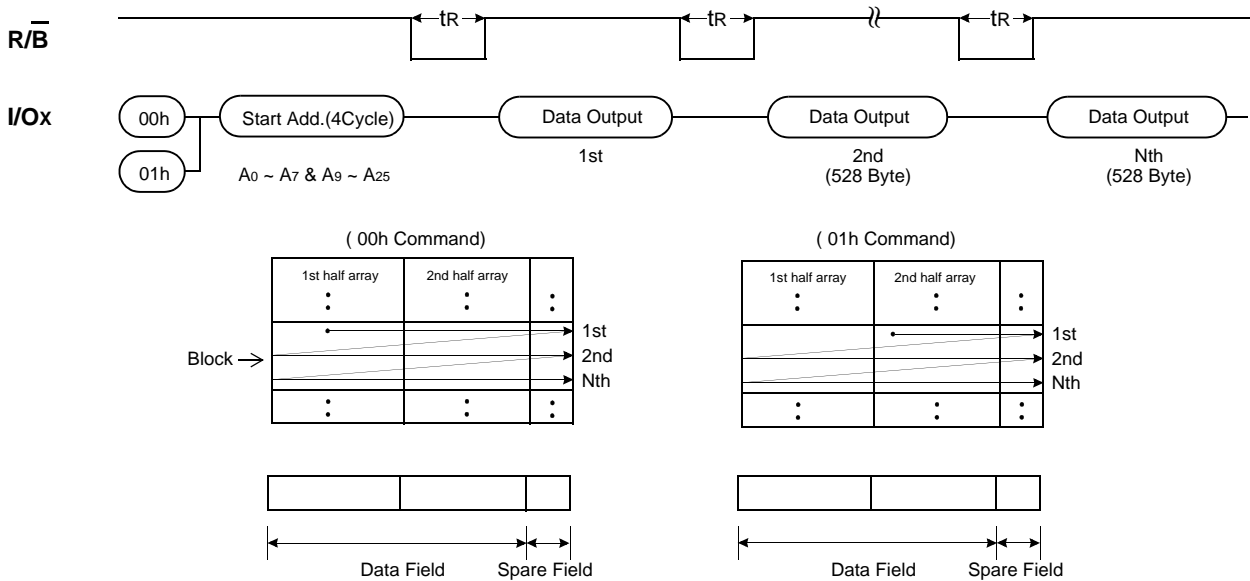 tR tR tR
R/B
I/Ox 00h Start Add.(4Cycle) Data Output Data Output Data Output
01h A0 ~ A7 & A9 ~ A25 1st 2nd Nth
(528 Byte) (528 Byte)
( 00h Command)
1st half array 2nd half array
1st
Block 2nd
Nth
Data Field Spare Field
( 01h Command)
1st half array 2nd half array
1st
2nd
Nth
Data Field Spare Field